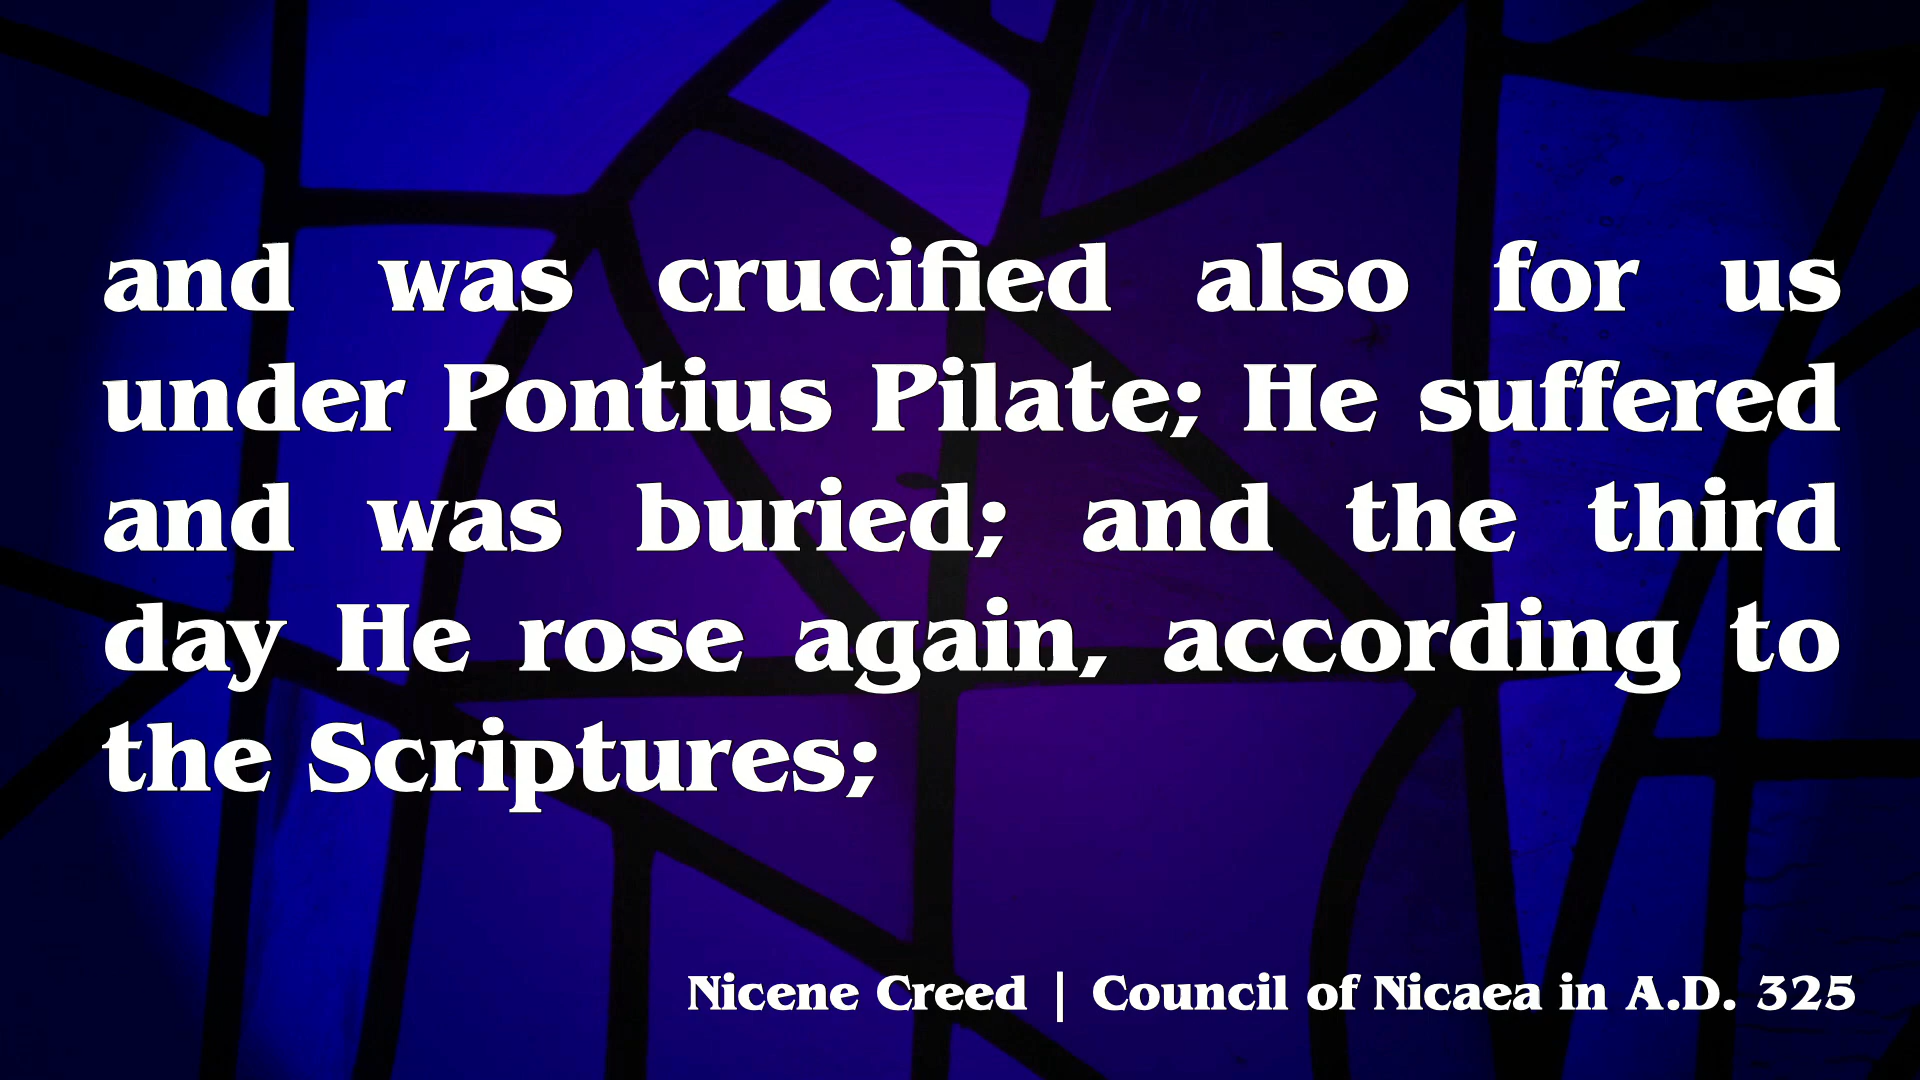 and was crucified also for us
under Pontius Pilate; He suffered
and was buried; and the third
day He rose again, according to
the Scriptures;
Nicene Creed | Council of Nicaea in A.D. 325